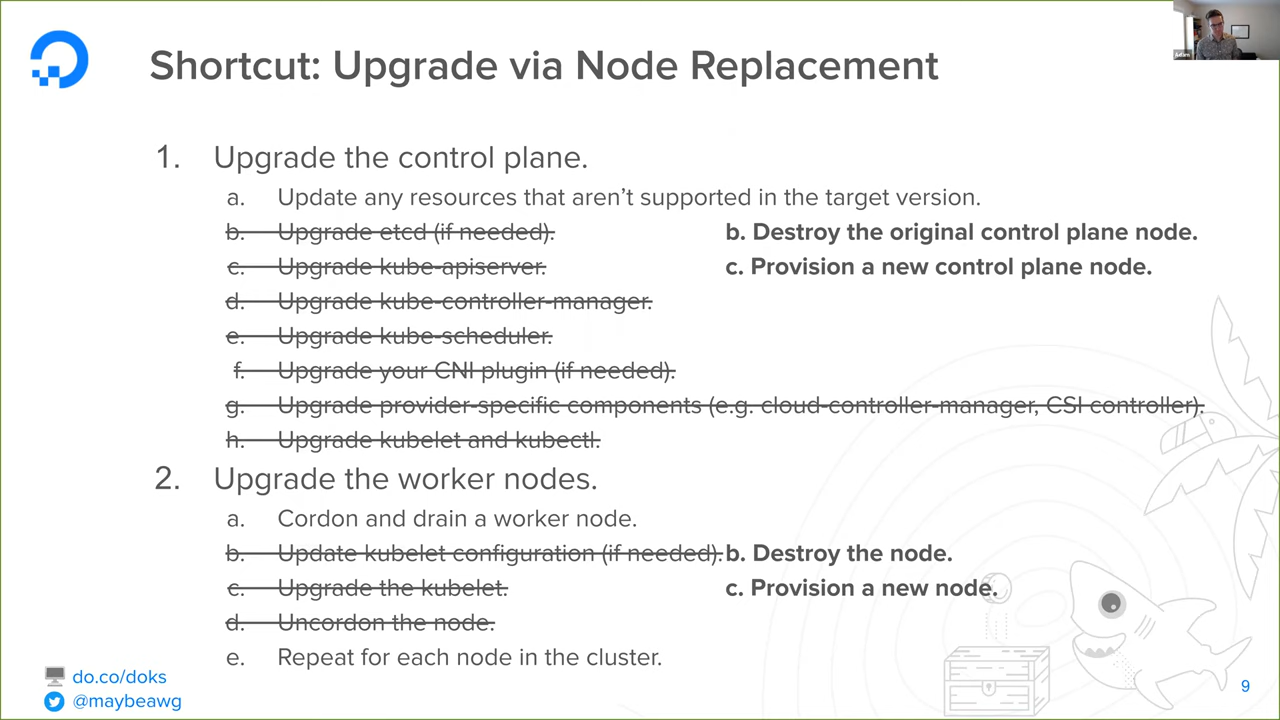 Shortcut: Upgrade via Node Replacement
1. Upgrade the control plane.
a. Update any resources that aren’t supported in the target version.
b. Upgrade etcd (if needed). b. Destroy the original control plane node.
c. Upgrade kube-apiserver. c. Provision a new control plane node.
d. Upgrade kube-controller-manager.
e. Upgrade kube-scheduler.
f. Upgrade your CNI plugin (if needed).
g. Upgrade provider-specific components (e.g. cloud-controller-manager, CSI controller).
h. Upgrade kubelet and kubectl.
2. Upgrade the worker nodes.
a. Cordon and drain a worker node.
b. Update kubelet configuration (if needed). b. Destroy the node.
c. Upgrade the kubelet. c. Provision a new node.
d. Uncordon the node.
e. Repeat for each node in the cluster.
do.co/doks
@maybeawg
9
Adam